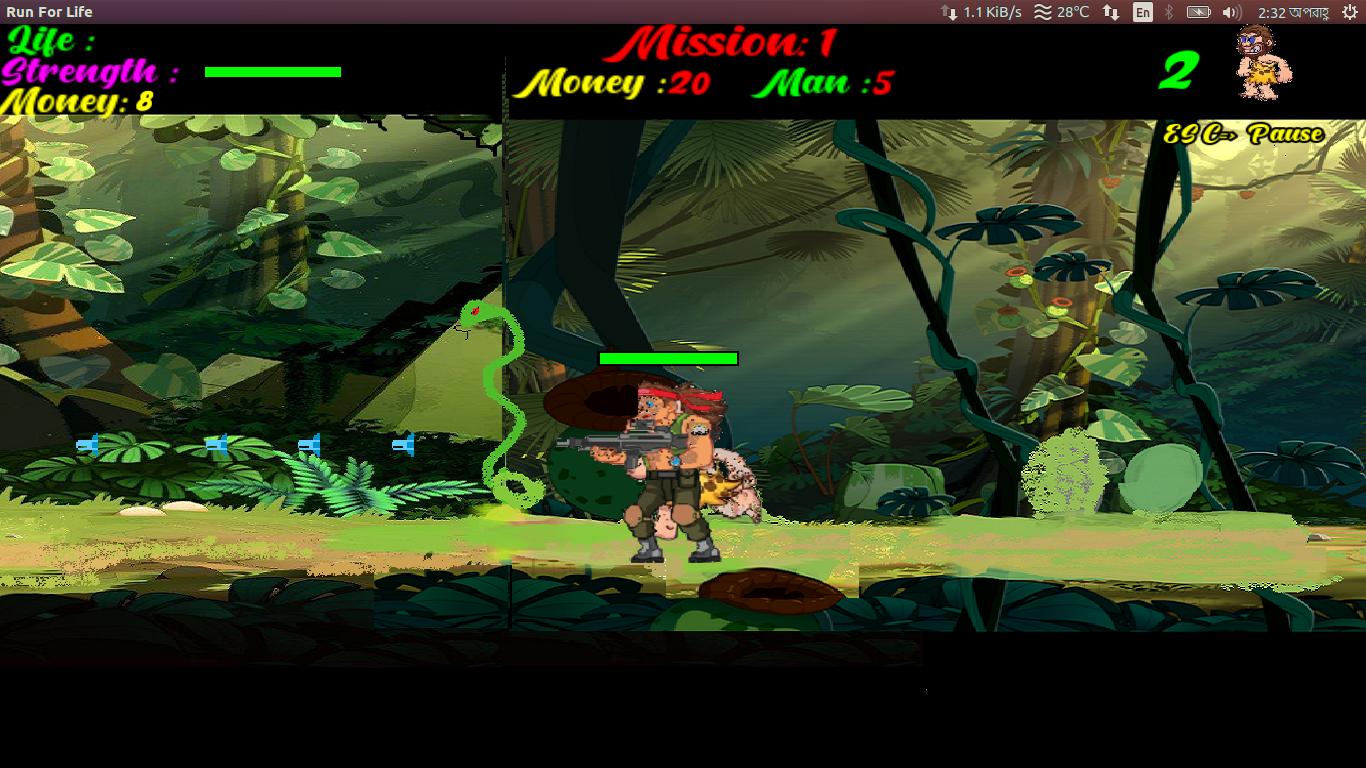 Run For Life
1.1 KiB/s 28°C En 2:32 অপরাহ্ণ
Life :
Strength :
Money: 8
Mission: 1
Money :20 Man :5
2
ESC=> Pause